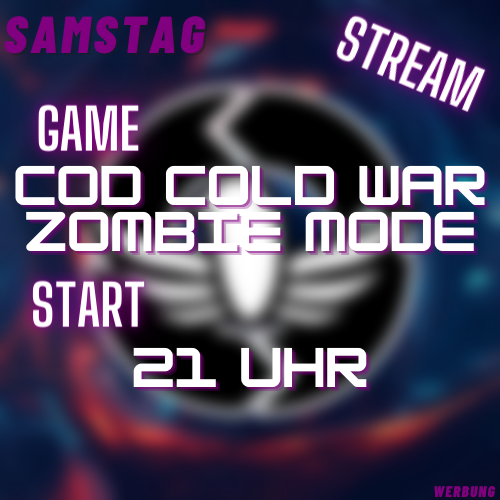 SAMSTAG
STREAM
GAME
COD COLD WAR
ZOMBIE MODE
START
21 UHR
WERBUNG